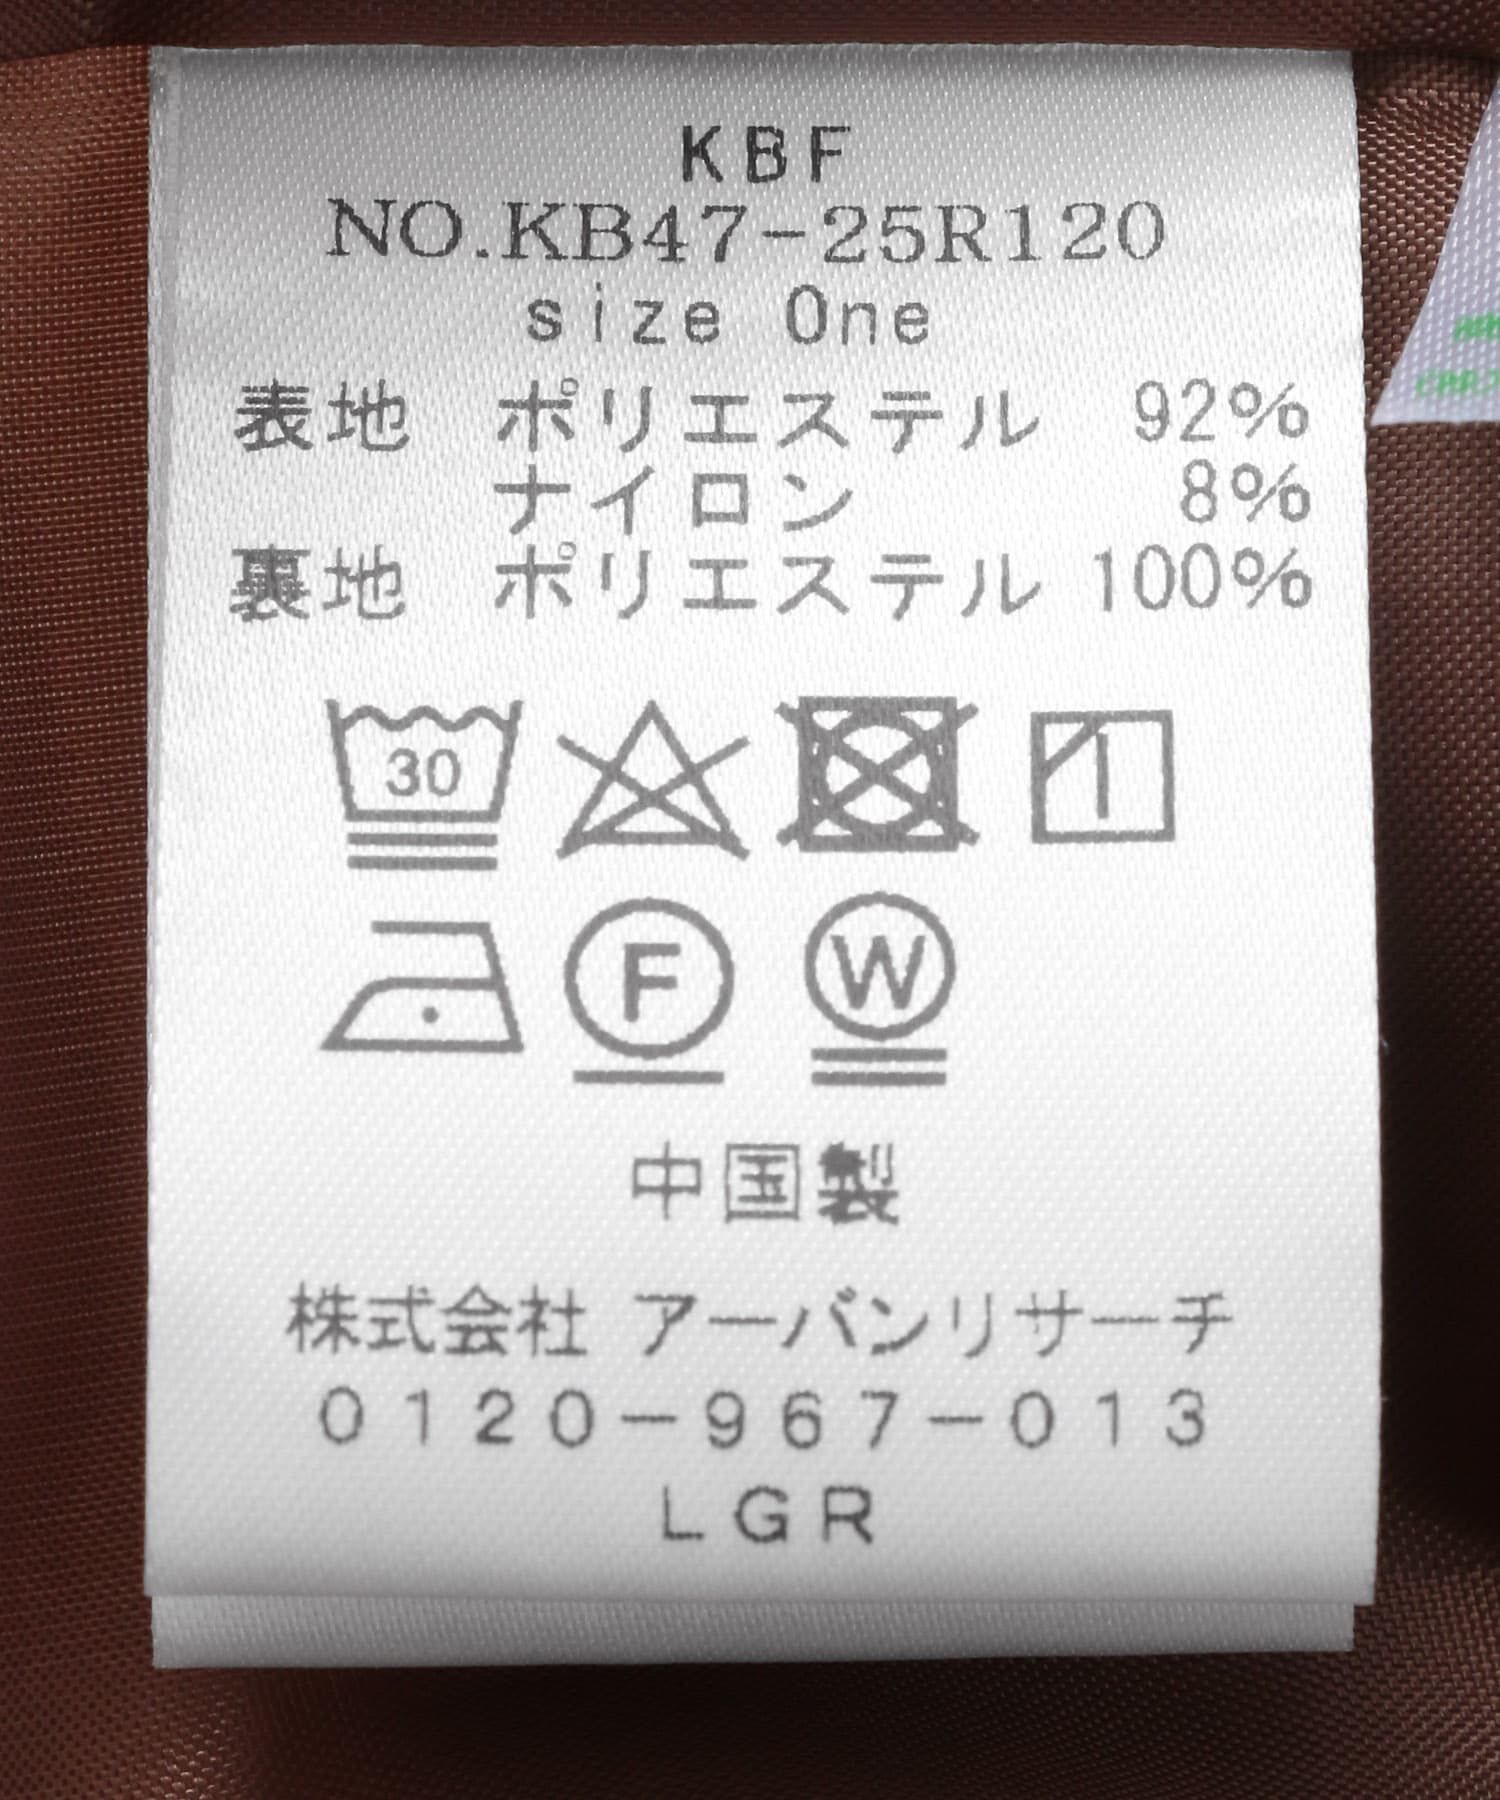 KBF
NO.KB47-25R120
size One
表地 ポリエステル 92%
ナイロン 8%
裏地 ポリエステル 100%
30
F
W
中国製
株式会社 アーバンリサーチ
0120-967-013
LGR